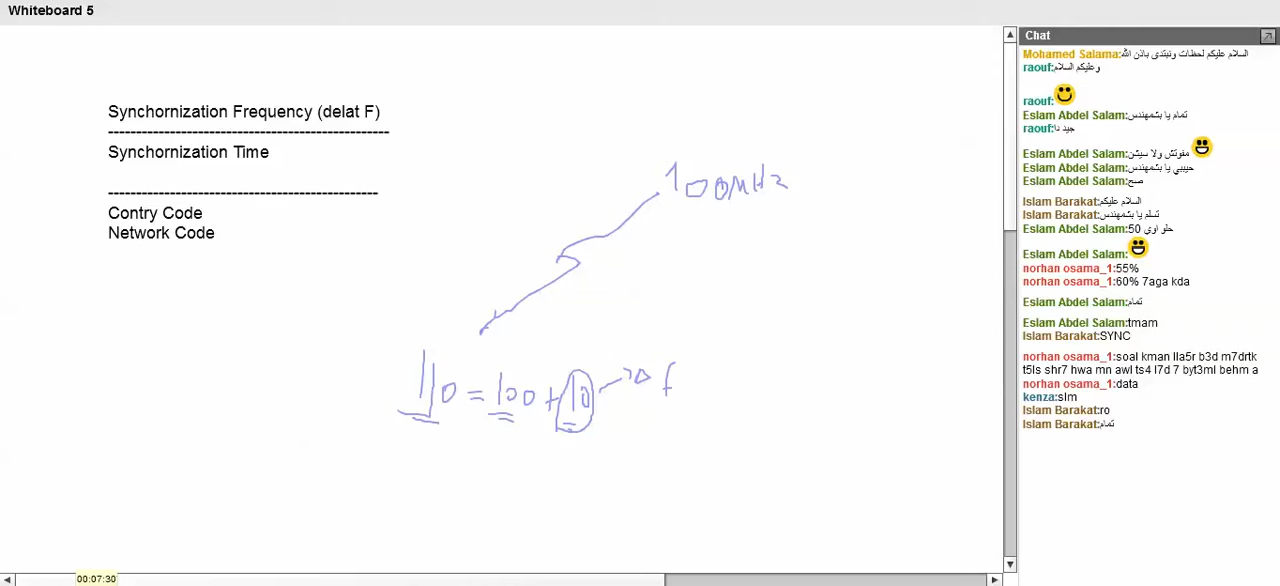 Whiteboard 5
Synchornization Frequency (delat F)
------------------------------------------------
Synchornization Time
----------------------------------------------
Contry Code
Network Code
100MHz
110 = 100 + 10 → Δ f
00:07:30
Chat
Mohamed Salama:السلام عليكم لحظات ونبتدى باذن الله
raouf:وعليكم السلام
raouf:
Eslam Abdel Salam:تمام يا بشمهندس
raouf:جيد دا
Eslam Abdel Salam:مفوتش ولا سيشن
Eslam Abdel Salam:حبيبي يا بشمهندس
Eslam Abdel Salam:صح
Islam Barakat:السلام عليكم
Islam Barakat:تسلم يا بشمهندس
Eslam Abdel Salam:حلو اوي 50
Eslam Abdel Salam:
norhan osama_1:55%
norhan osama_1:60% 7aga kda
Eslam Abdel Salam:تمام
Eslam Abdel Salam:tmam
Islam Barakat:SYNC
norhan osama_1:soal kman lla5r b3d m7drtk
t5ls shr7 hwa mn awl ts4 l7d 7 byt3ml behm a
norhan osama_1:data
kenza:slm
Islam Barakat:ro
Islam Barakat:تمام